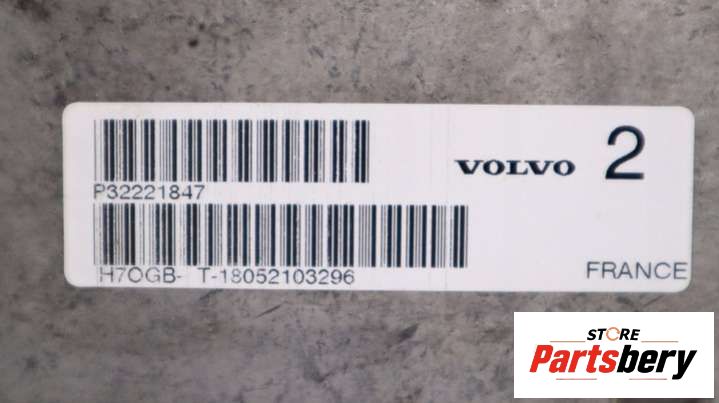 P32221847
VOLVO 2
H7OGB- T-18052103296
FRANCE
STORE
Partsbery